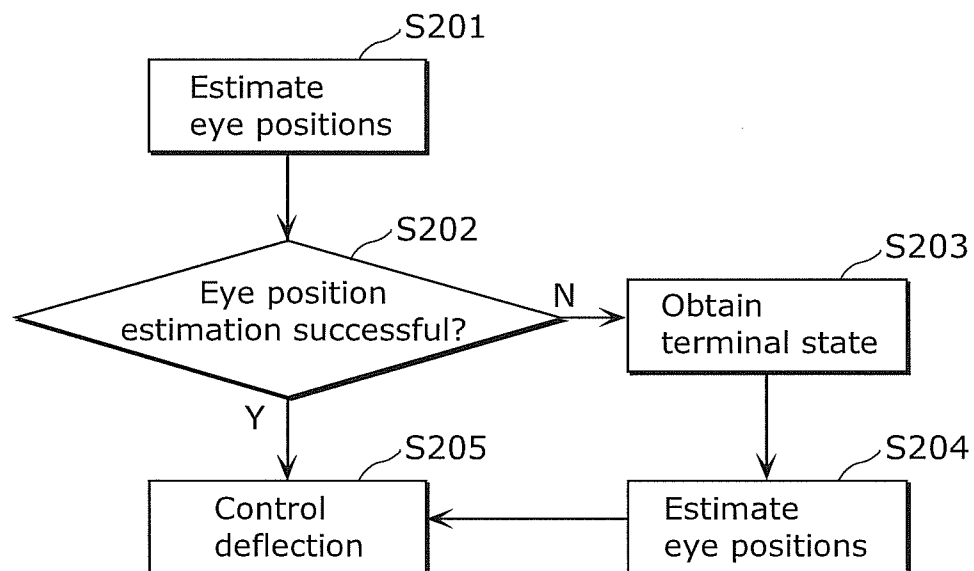 S201
Estimate
eye positions
S202
Eye position
estimation successful?
N
Y
S203
Obtain
terminal state
S204
Estimate
eye positions
S205
Control
deflection